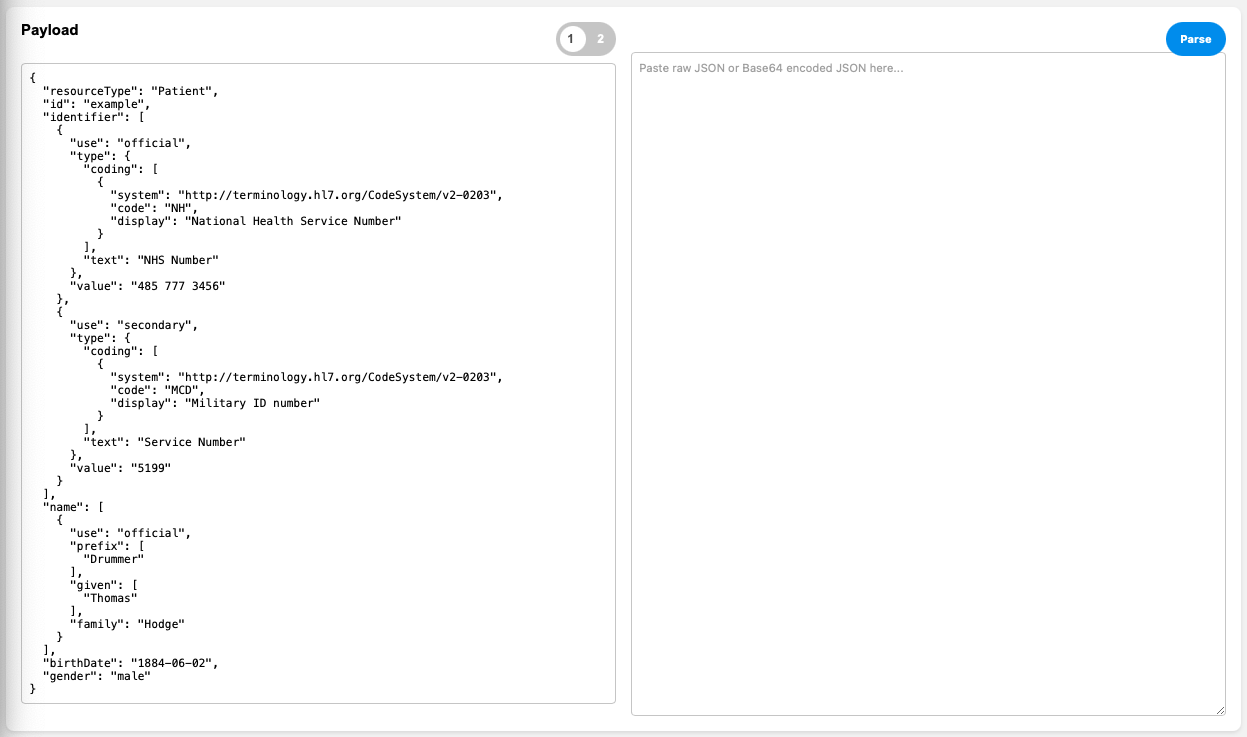 Payload
1 2
Parse
{
  "resourceType": "Patient",
  "id": "example",
  "identifier": [
    {
      "use": "official",
      "type": {
        "coding": [
          {
            "system": "http://terminology.hl7.org/CodeSystem/v2-0203",
            "code": "NH",
            "display": "National Health Service Number"
          }
        ],
        "text": "NHS Number"
      },
      "value": "485 777 3456"
    },
    {
      "use": "secondary",
      "type": {
        "coding": [
          {
            "system": "http://terminology.hl7.org/CodeSystem/v2-0203",
            "code": "MCD",
            "display": "Military ID number"
          }
        ],
        "text": "Service Number"
      },
      "value": "5199"
    }
  ],
  "name": [
    {
      "use": "official",
      "prefix": [
        "Drummer"
      ],
      "given": [
        "Thomas"
      ],
      "family": "Hodge"
    }
  ],
  "birthDate": "1884-06-02",
  "gender": "male"
}
Paste raw JSON or Base64 encoded JSON here...